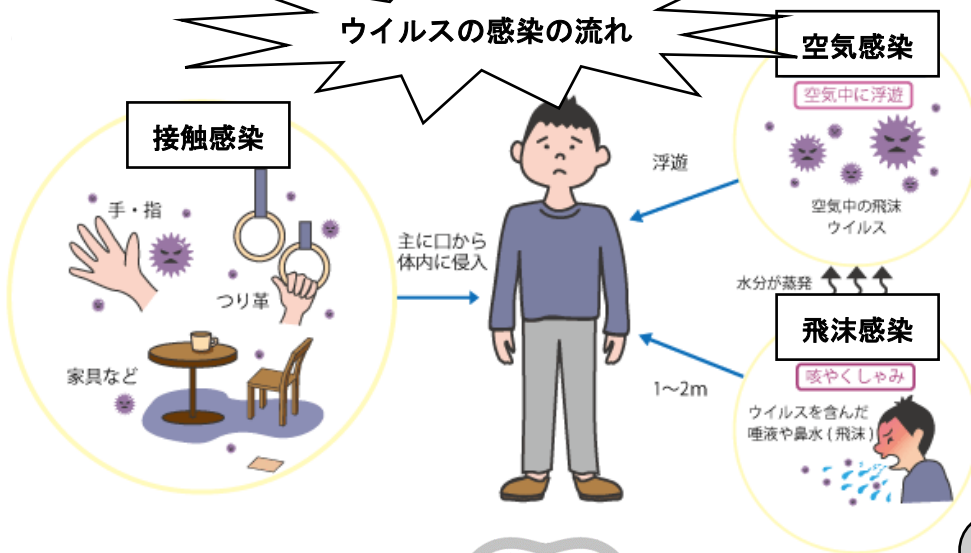 ウイルスの感染の流れ
接触感染
手・指
つり革
家具など
主に口から
体内に侵入
空気感染
空気中に浮遊
空気中の飛沫
ウイルス
浮遊
水分が蒸発
飛沫感染
咳やくしゃみ
ウイルスを含んだ
唾液や鼻水(飛沫)
1〜2m